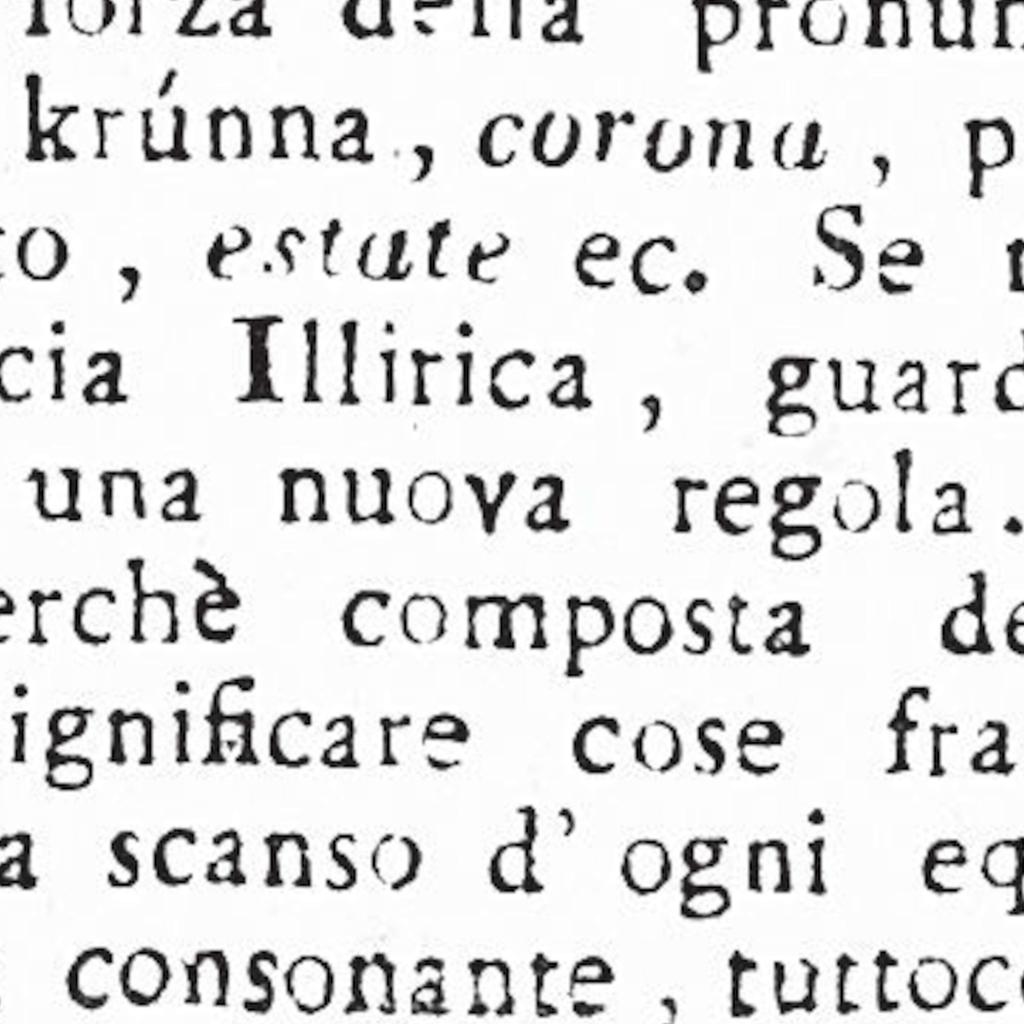 forza della pronun
krúnna, corona, p
to, estate ec. Se
cia Illirica, guard
una nuova regola.
erchè composta de
ignificare cose fra
a scanso d' ogni eq
consonante, tuttoc